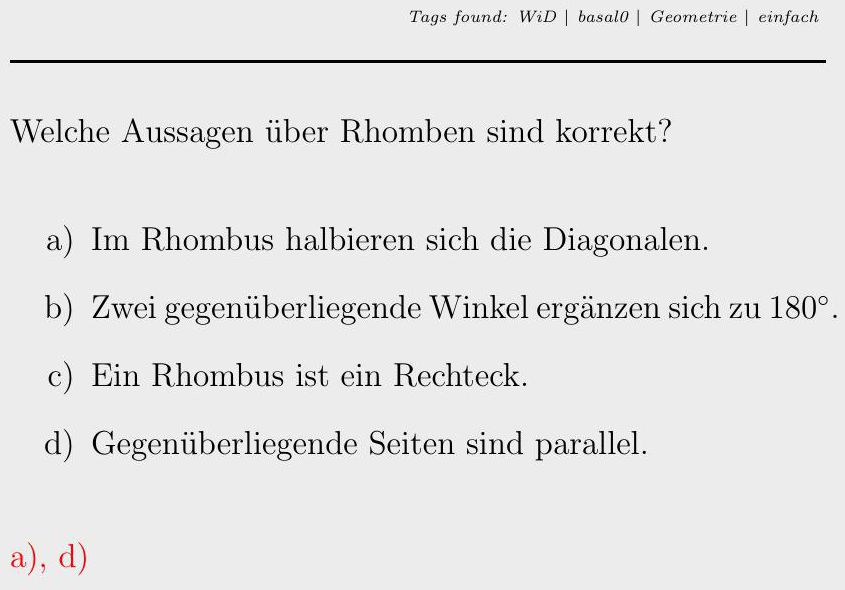 Tags found: WiD | basal0 | Geometrie | einfach
Welche Aussagen über Rhomben sind korrekt?
a) Im Rhombus halbieren sich die Diagonalen.
b) Zwei gegenüberliegende Winkel ergänzen sich zu 180°.
c) Ein Rhombus ist ein Rechteck.
d) Gegenüberliegende Seiten sind parallel.
a), d)